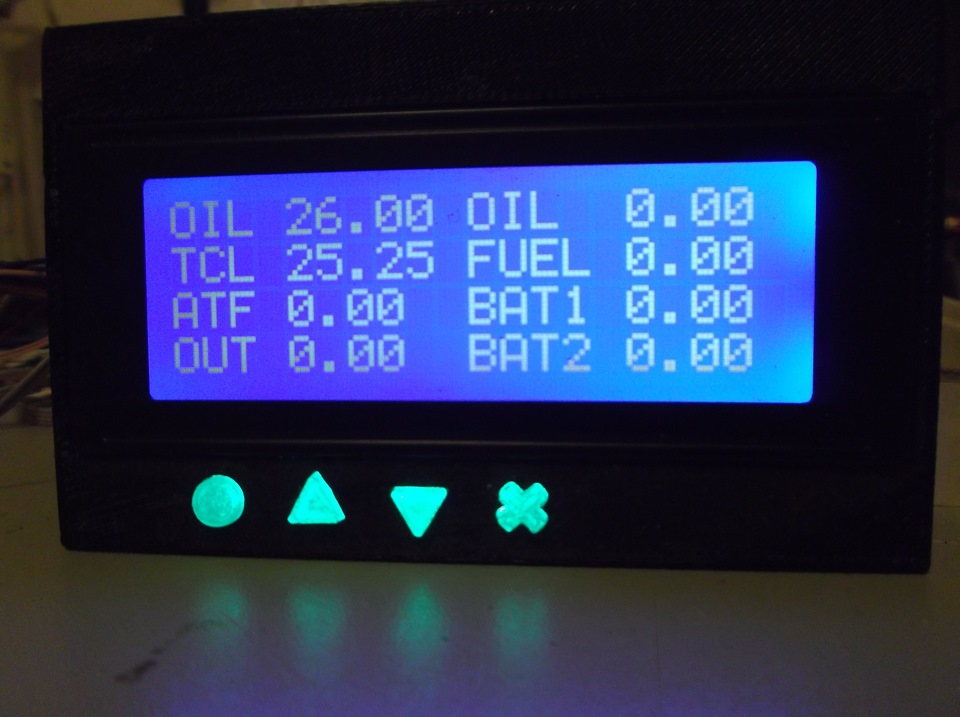 OIL 26.00 OIL 0.00
TCL 25.25 FUEL 0.00
ATF 0.00 BAT1 0.00
OUT 0.00 BAT2 0.00